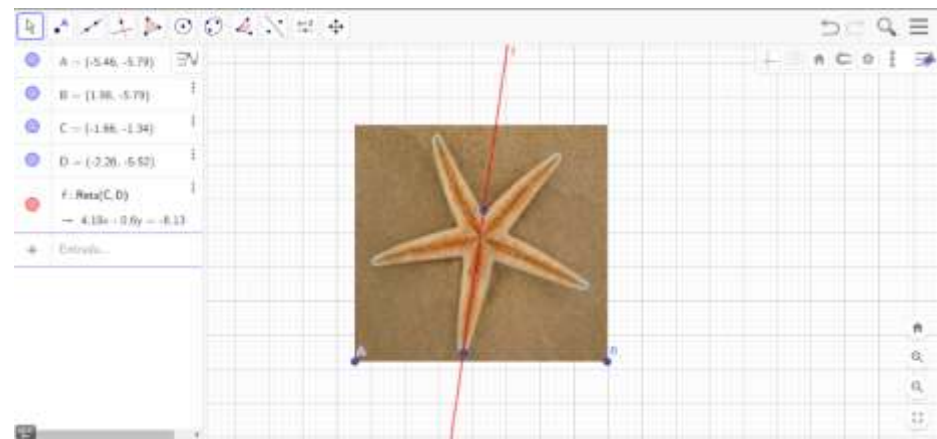 A = (-5.46, -5.79)
B = (1.98, -5.79)
C = (-1.66, -1.34)
D = (-2.26, -5.52)
f : Reta(C, D)
→ 4.18x - 0.6y = -6.13
Entrada...
f
A
B